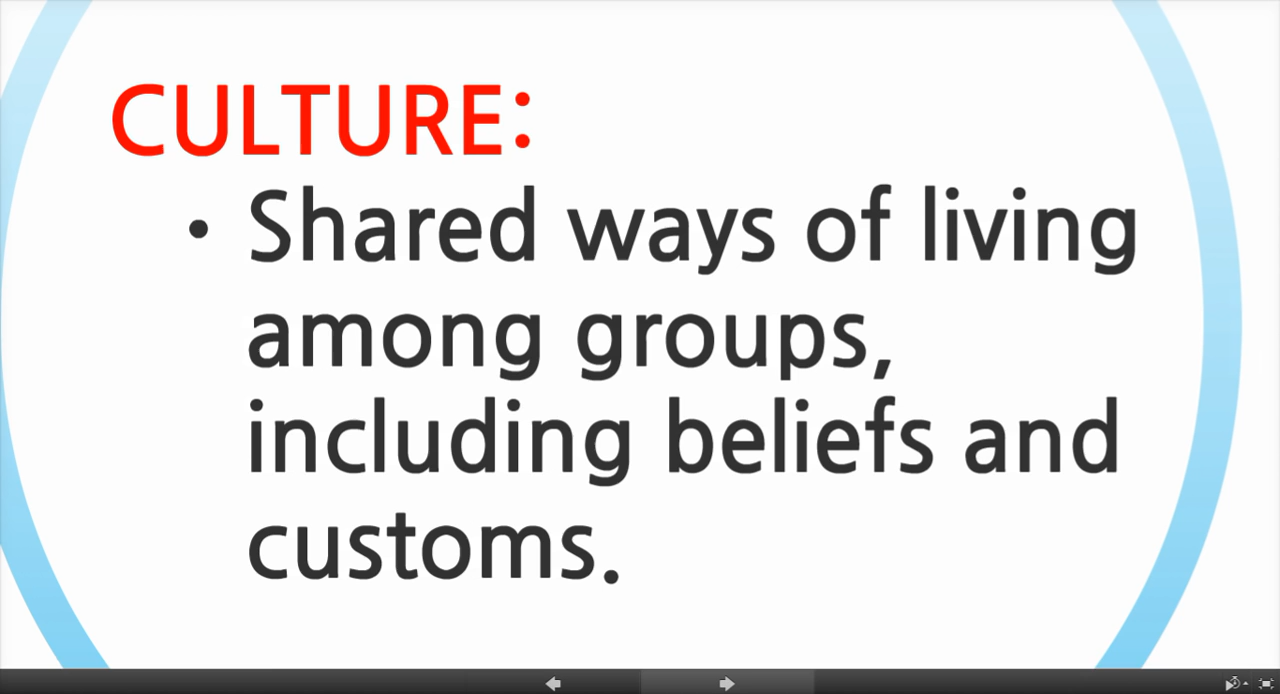 CULTURE:
• Shared ways of living
among groups,
including beliefs and
customs.